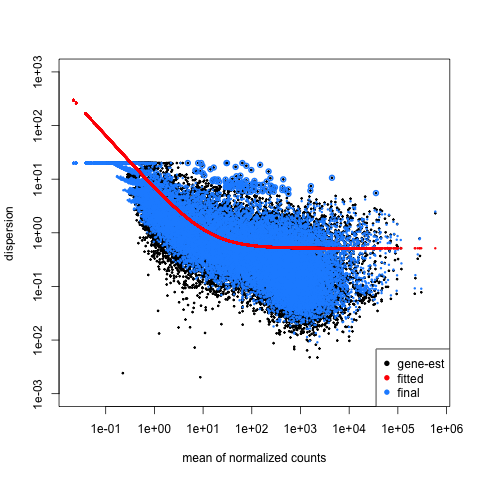 1e+03
1e+02
1e+01
1e+00
1e-01
1e-02
1e-03
dispersion
gene-est
fitted
final
1e-01 1e+00 1e+01 1e+02 1e+03 1e+04 1e+05 1e+06
mean of normalized counts